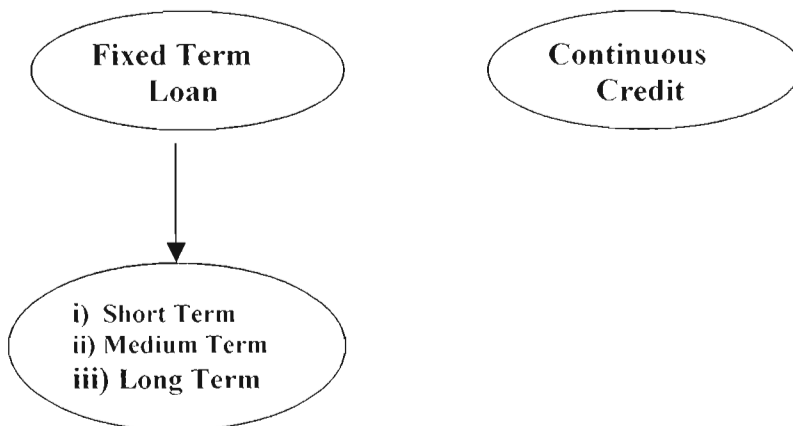 Fixed Term
Loan
Continuous
Credit
i) Short Term
ii) Medium Term
iii) Long Term